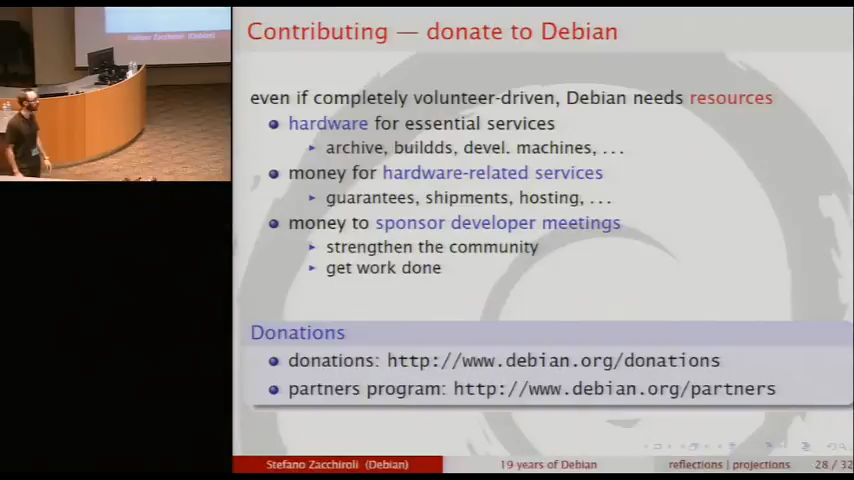 Contributing — donate to Debian
even if completely volunteer-driven, Debian needs resources
hardware for essential services
archive, buildds, devel. machines, ...
money for hardware-related services
guarantees, shipments, hosting, ...
money to sponsor developer meetings
strengthen the community
get work done
Donations
donations: http://www.debian.org/donations
partners program: http://www.debian.org/partners
Stefano Zacchiroli (Debian)
19 years of Debian
reflections | projections
28 / 32